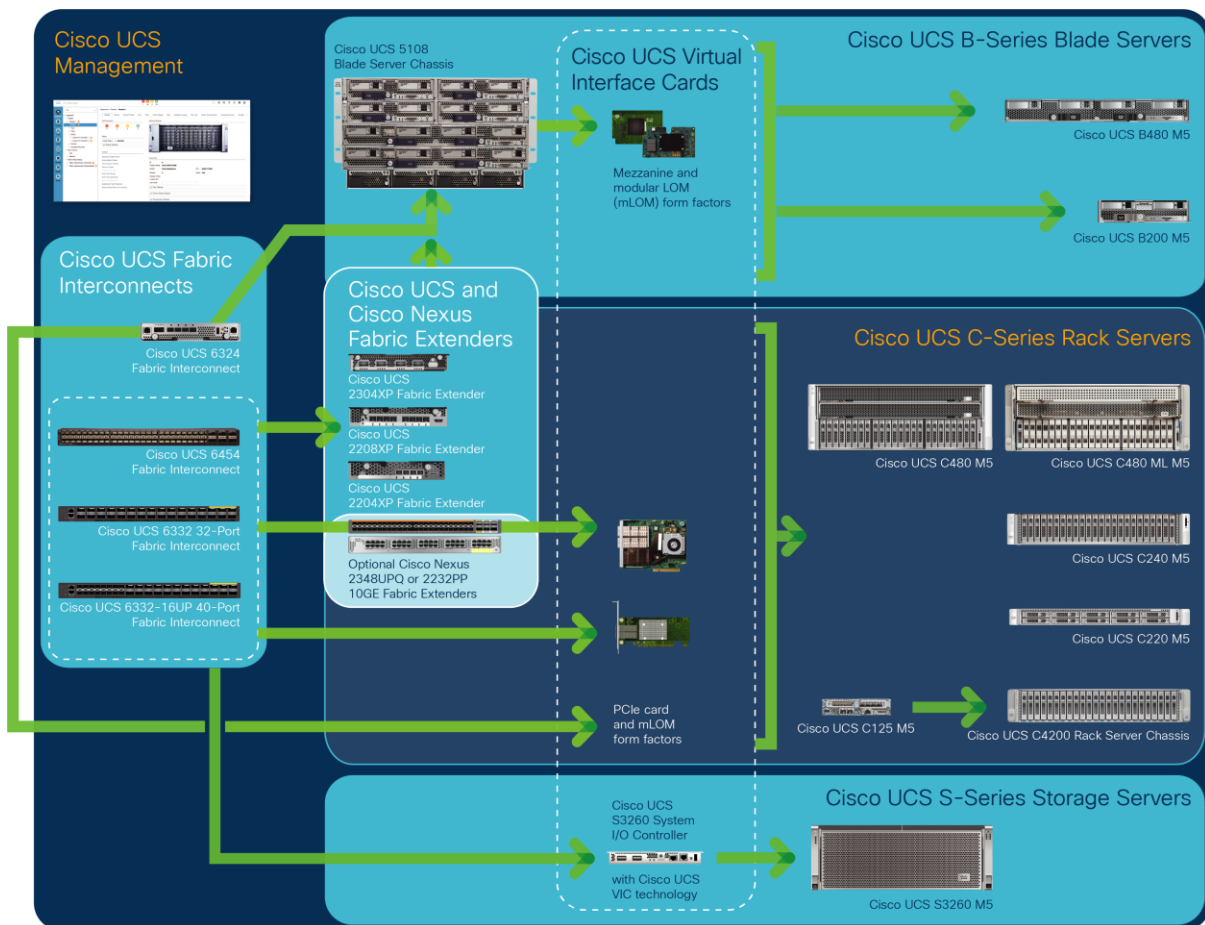 Cisco UCS
Management
Cisco UCS 5108
Blade Server Chassis
Cisco UCS Virtual
Interface Cards
Mezzanine and
modular LOM
(mLOM) form factors
Cisco UCS B-Series Blade Servers
Cisco UCS B480 M5
Cisco UCS B200 M5
Cisco UCS Fabric
Interconnects
Cisco UCS 6324
Fabric Interconnect
Cisco UCS 6454
Fabric Interconnect
Cisco UCS 6332 32-Port
Fabric Interconnect
Cisco UCS 6332-16UP 40-Port
Fabric Interconnect
Cisco UCS and
Cisco Nexus
Fabric Extenders
Cisco UCS
2304XP Fabric Extender
Cisco UCS
2208XP Fabric Extender
Cisco UCS
2204XP Fabric Extender
Optional Cisco Nexus
2348UPQ or 2232PP
10GE Fabric Extenders
PCIe card
and mLOM
form factors
Cisco UCS C-Series Rack Servers
Cisco UCS C480 M5
Cisco UCS C480 ML M5
Cisco UCS C240 M5
Cisco UCS C220 M5
Cisco UCS C125 M5
Cisco UCS C4200 Rack Server Chassis
Cisco UCS S-Series Storage Servers
Cisco UCS
S3260 System
I/O Controller
with Cisco UCS
VIC technology
Cisco UCS S3260 M5